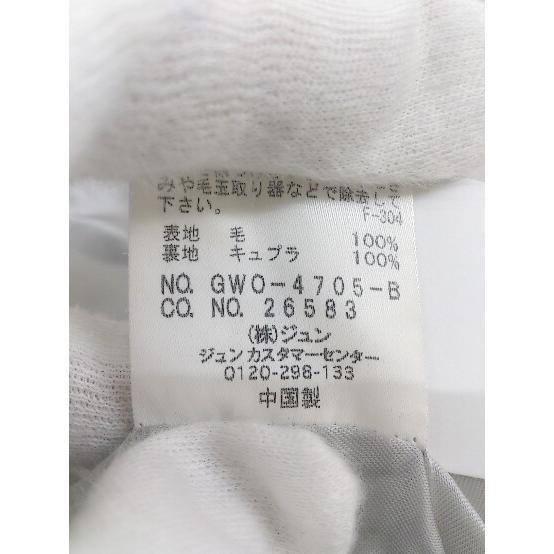 みや毛玉取り器などで除去して
下さい。
F-304
表地 毛 100%
裏地 キュプラ 100%
NO. GWO-4705-B
CO. NO. 26583
(株)ジュン
ジュンカスタマーセンター
0120-298-133
中国製